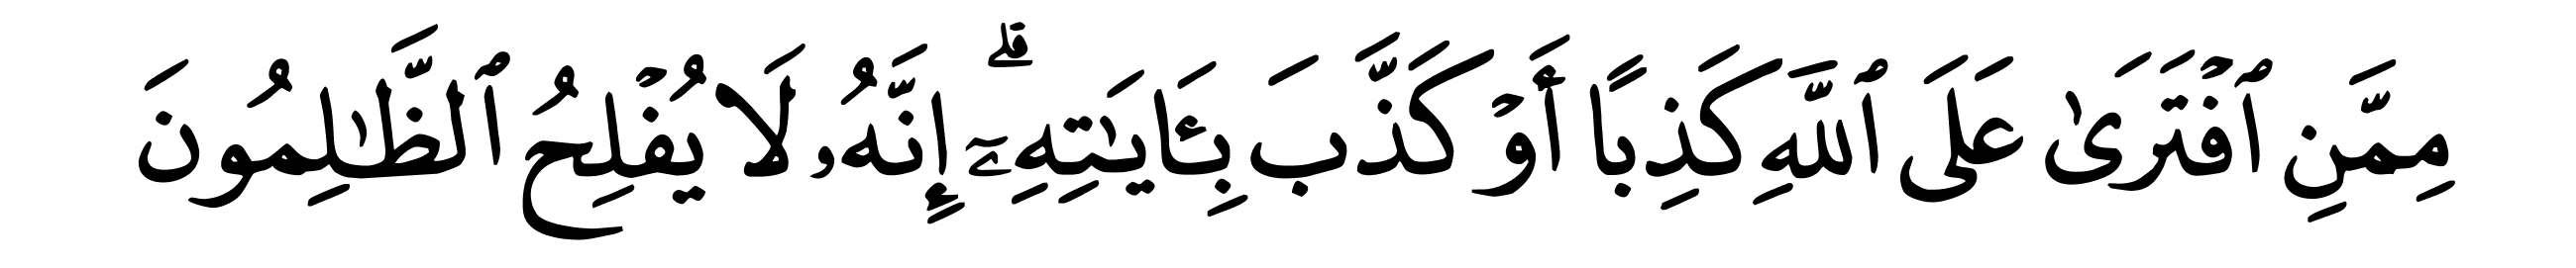 مِمَّنِ ٱفۡتَرَىٰ عَلَى ٱللَّهِ كَذِبًا أَوۡ كَذَّبَ بِـَٔايَـٰتِهِۦٓۗ إِنَّهُۥ لَا يُفۡلِحُ ٱلظَّـٰلِمُونَ